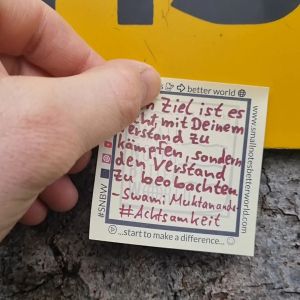 better world
Ziel ist es
mit Deinem
Verstand zu
kämpfen, sondern
den Verstand
zu beobachten
- Swami Muktananda
#Achtsamkeit
...start to make a difference...
#SNBW
www.smallnotesbetterworld.com